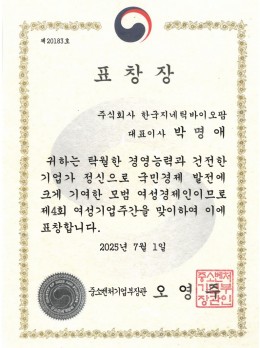 제 20183 호
표 창 장
주식회사 한국지네틱바이오팜
대표이사 박 명 애
귀하는 탁월한 경영능력과 건전한
기업가 정신으로 국민경제 발전에
크게 기여한 모범 여성경제인이므로
제4회 여성기업주간을 맞이하여 이에
표창합니다.
2025년 7월 1일
중소벤처기업부장관 오 영 주